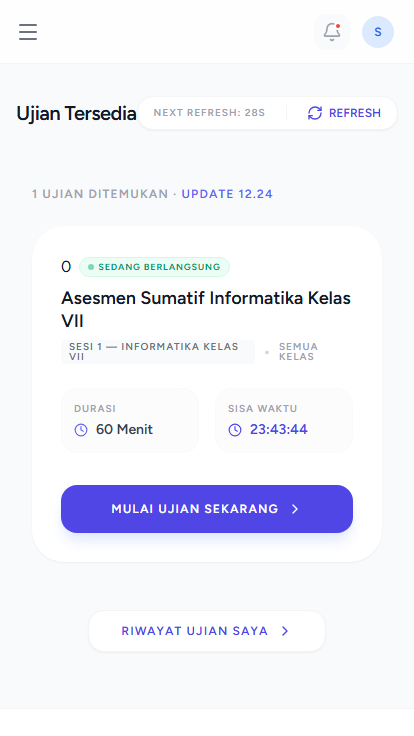 S
Ujian Tersedia
NEXT REFRESH: 28S
REFRESH
1 UJIAN DITEMUKAN · UPDATE 12.24
0
SEDANG BERLANGSUNG
Asesmen Sumatif Informatika Kelas
VII
SESI 1 — INFORMATIKA KELAS
VII
SEMUA
KELAS
DURASI
60 Menit
SISA WAKTU
23:43:44
MULAI UJIAN SEKARANG
RIWAYAT UJIAN SAYA